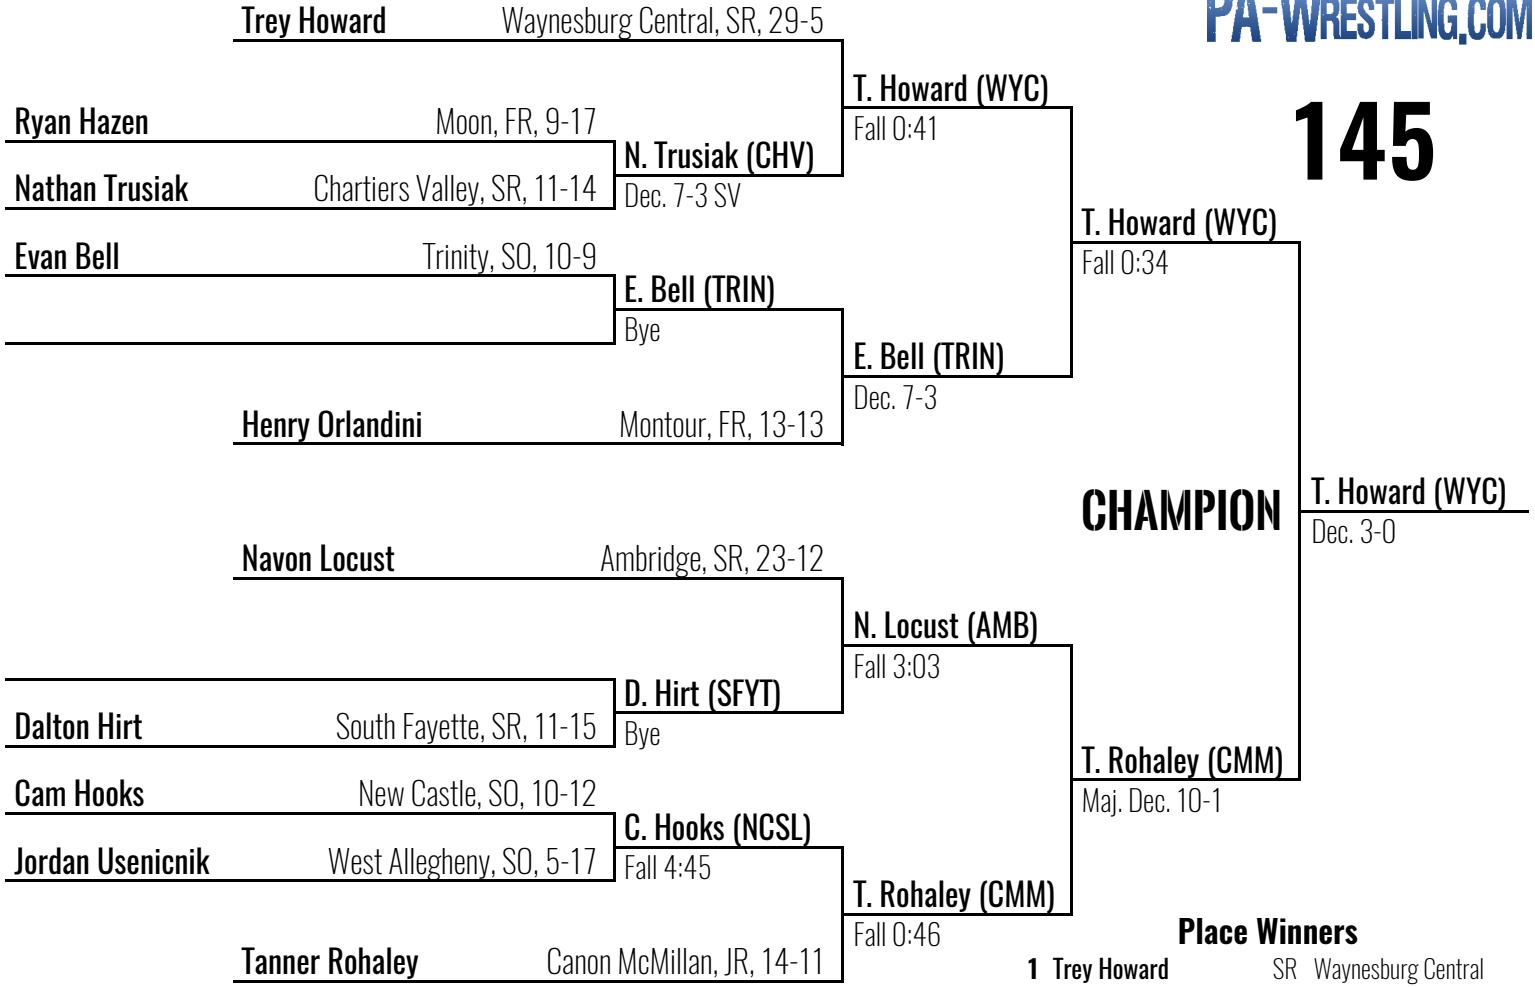 PA-WRESTLING.COM
145
Trey Howard Waynesburg Central, SR, 29-5
T. Howard (WYC)
Fall 0:41
Ryan Hazen Moon, FR, 9-17
N. Trusiak (CHV)
Dec. 7-3 SV
Nathan Trusiak Chartiers Valley, SR, 11-14
T. Howard (WYC)
Fall 0:34
Evan Bell Trinity, SO, 10-9
E. Bell (TRIN)
Bye
E. Bell (TRIN)
Dec. 7-3
Henry Orlandini Montour, FR, 13-13
CHAMPION
T. Howard (WYC)
Dec. 3-0
Navon Locust Ambridge, SR, 23-12
N. Locust (AMB)
Fall 3:03
D. Hirt (SFYT)
Bye
Dalton Hirt South Fayette, SR, 11-15
T. Rohaley (CMM)
Maj. Dec. 10-1
Cam Hooks New Castle, SO, 10-12
C. Hooks (NCSL)
Fall 4:45
Jordan Usenicnik West Allegheny, SO, 5-17
T. Rohaley (CMM)
Fall 0:46
Tanner Rohaley Canon McMillan, JR, 14-11
Place Winners
1 Trey Howard SR Waynesburg Central